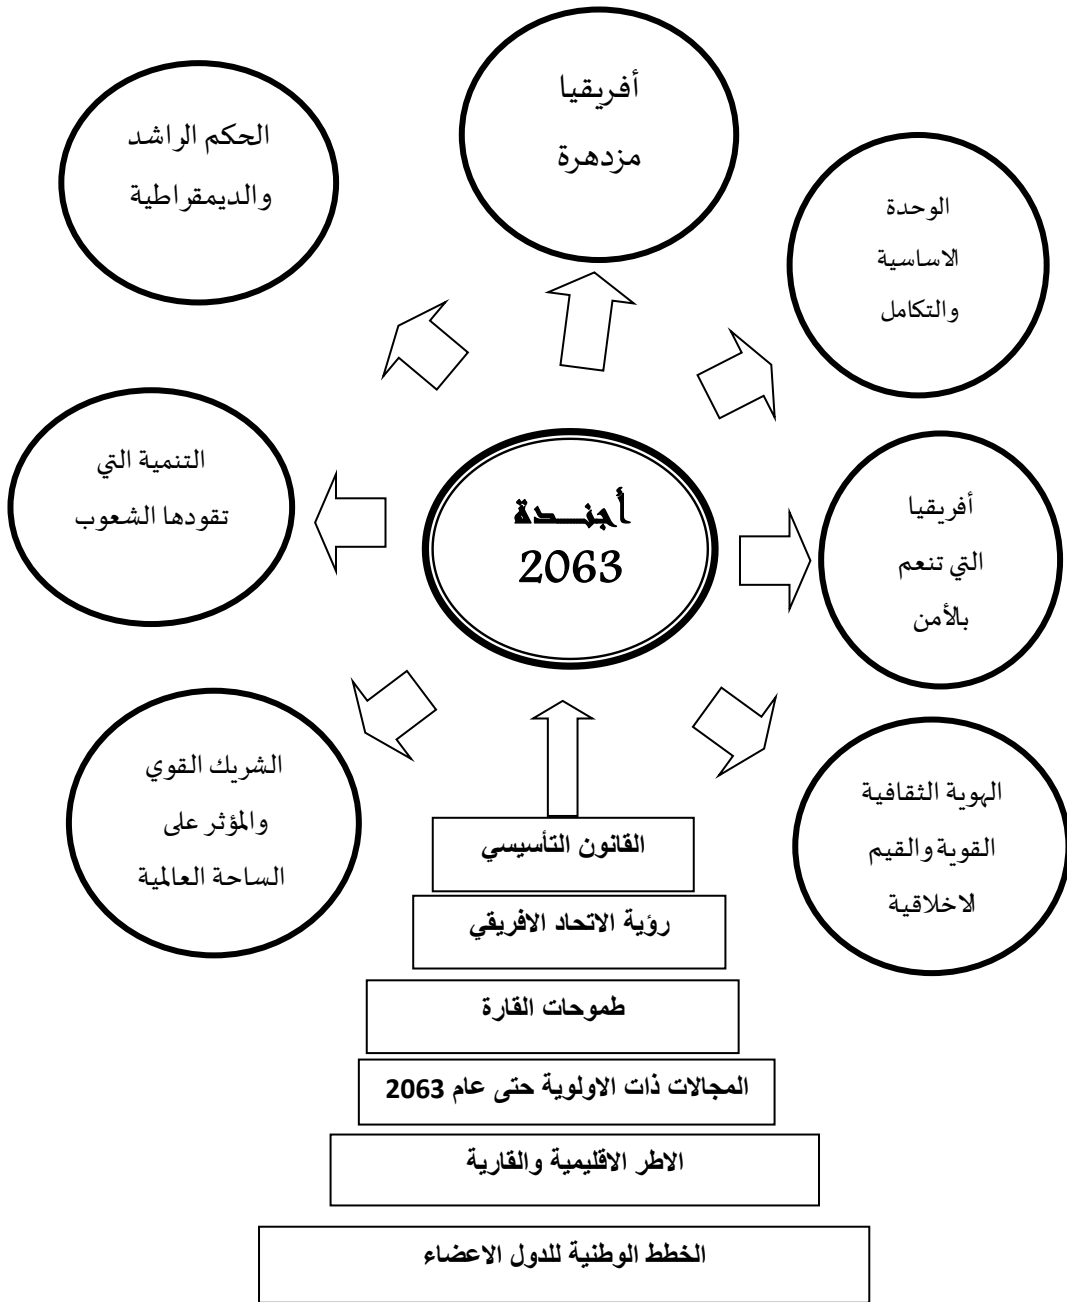 أفريقيا
مزدهرة
الحكم الراشد
والديمقراطية
الوحدة
الاساسية
والتكامل
التنمية التي
تقودها الشعوب
أجنـــدة
2063
أفريقيا
التي تنعم
بالأمن
الشريك القوي
والمؤثر على
الساحة العالمية
الهوية الثقافية
القوية والقيم
الاخلاقية
القانون التأسيسي
رؤية الاتحاد الافريقي
طموحات القارة
المجالات ذات الاولوية حتى عام 2063
الاطر الاقليمية والقارية
الخطط الوطنية للدول الاعضاء